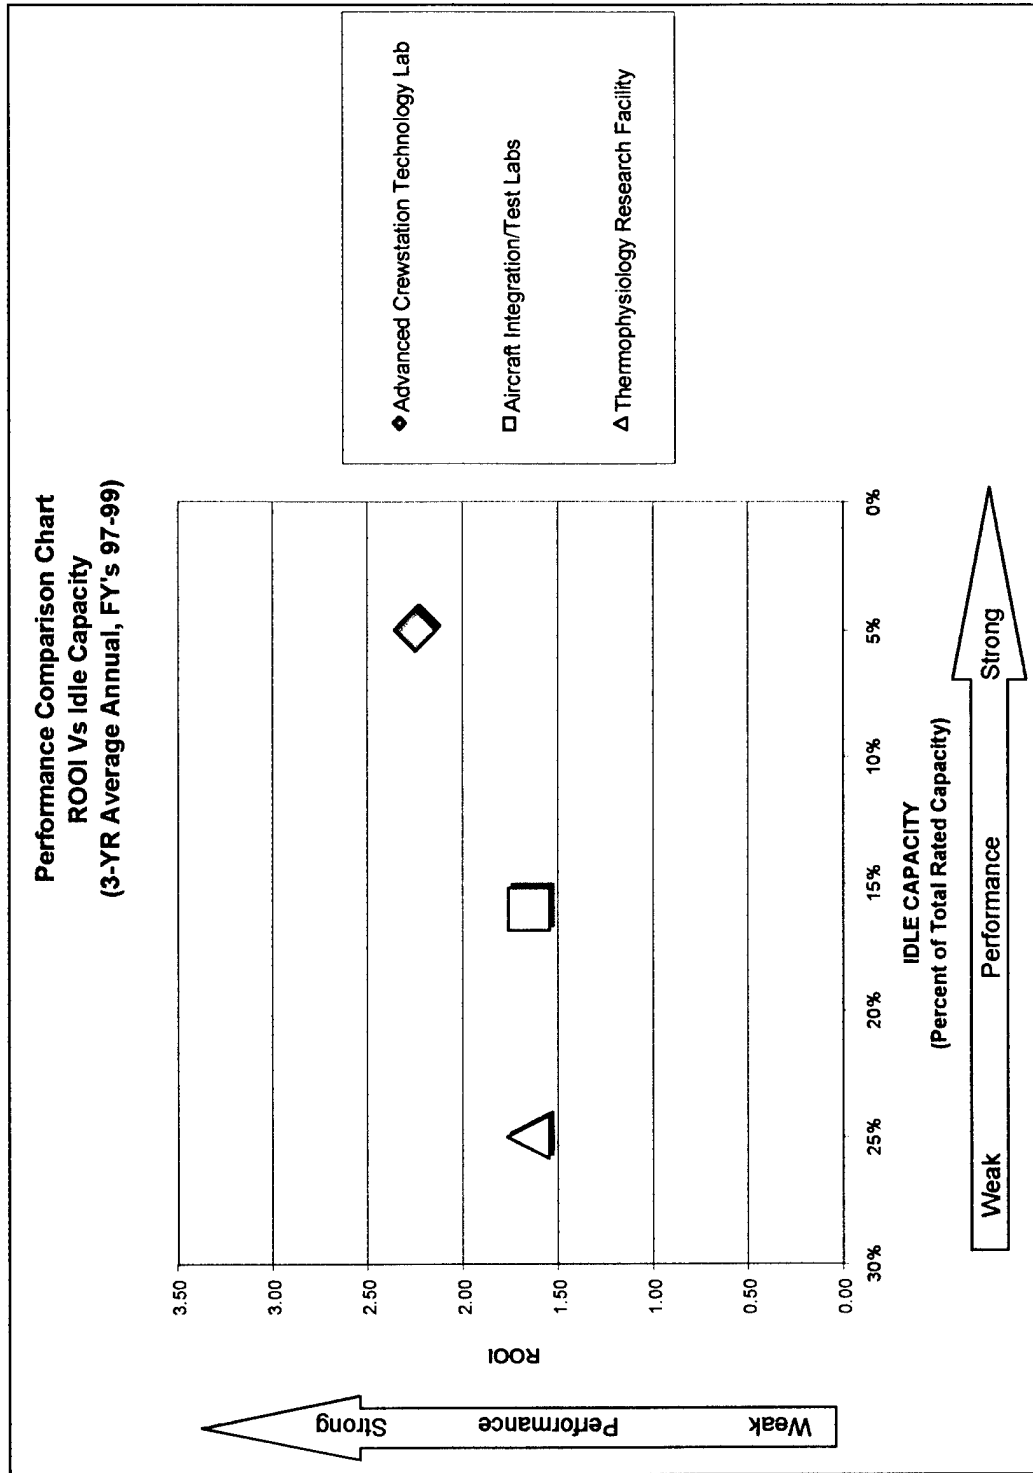 Performance Comparison Chart
ROOI Vs Idle Capacity
(3-YR Average Annual, FY's 97-99)
3.50
3.00
2.50
2.00
1.50
1.00
0.50
0.00
ROOI
30%
25%
20%
15%
10%
5%
0%
IDLE CAPACITY
(Percent of Total Rated Capacity)
Weak Performance Strong
Weak Performance Strong
Advanced Crewstation Technology Lab
Aircraft Integration/Test Labs
Thermophysiology Research Facility